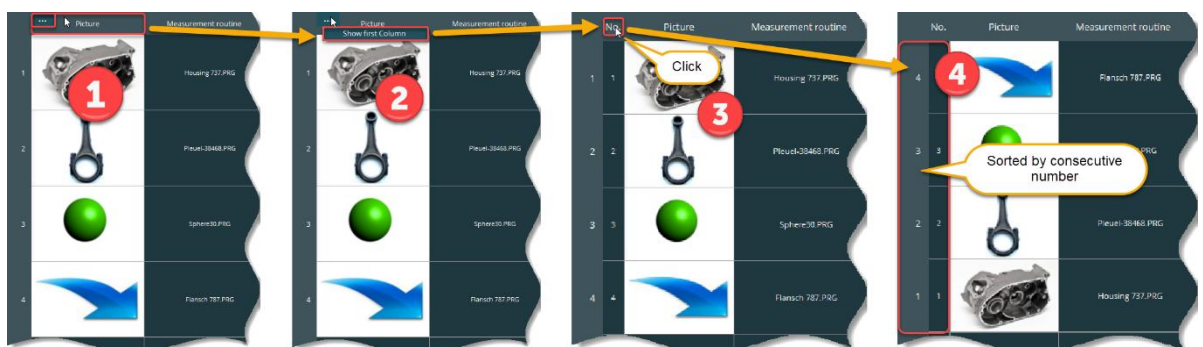 ... Picture Measurement routine
1 Housing 737.PRG
1
2 Pleuel-38468.PRG
3 Sphere30.PRG
4 Flansch 787.PRG
... Picture Measurement routine
Show first Column
1 Housing 737.PRG
2
2 Pleuel-38468.PRG
3 Sphere30.PRG
4 Flansch 787.PRG
No. Picture Measurement routine
Click
1 1 Housing 737.PRG
3
2 2 Pleuel-38468.PRG
3 3 Sphere30.PRG
4 4 Flansch 787.PRG
No. Picture Measurement routine
4 4 Flansch 787.PRG
3 3 .PRG
Sorted by consecutive
number
2 2 Pleuel-38468.PRG
1 1 Housing 737.PRG